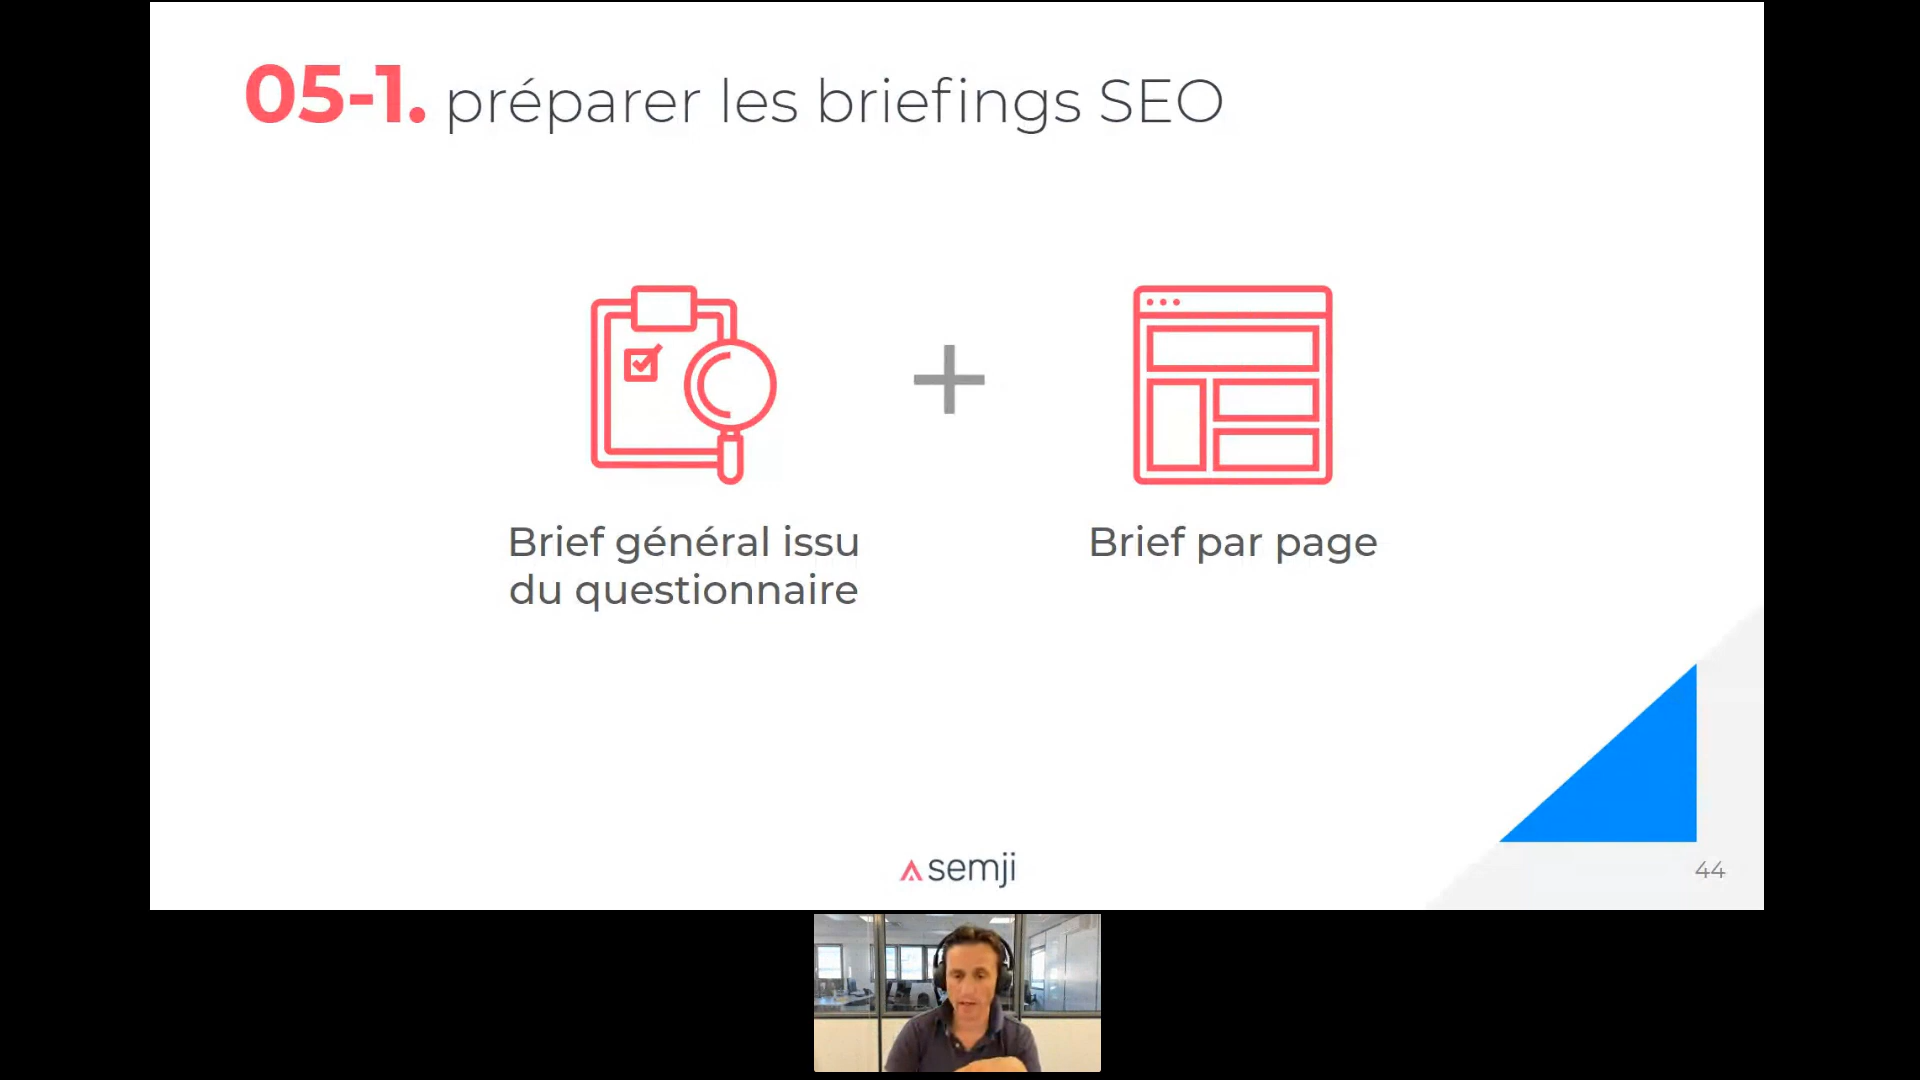 05-1. préparer les briefings SEO
Brief général issu
du questionnaire
Brief par page
semji
44